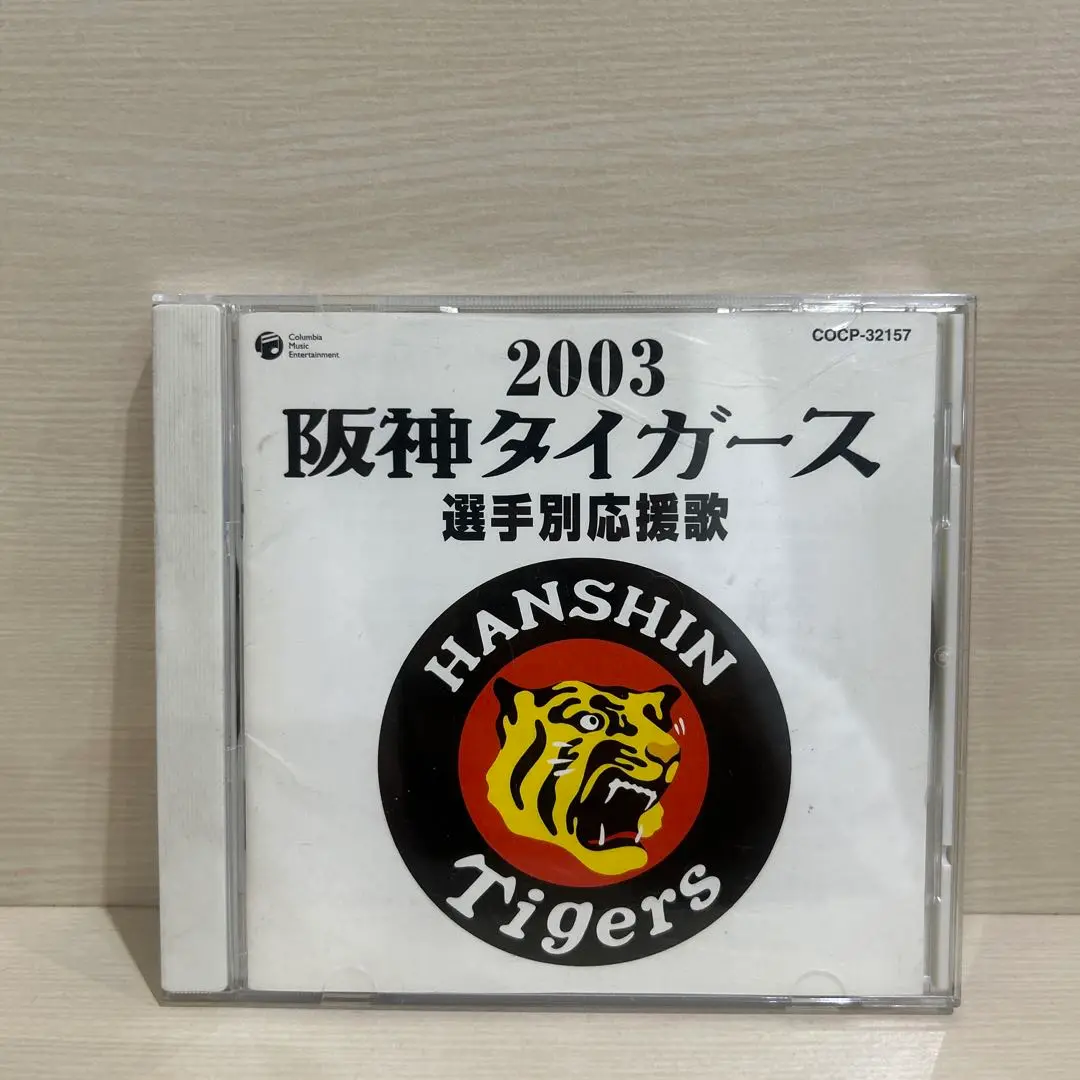 Columbia
Music
Entertainment
COCP-32157
2003
阪神タイガース
選手別応援歌
HANSHIN
Tigers